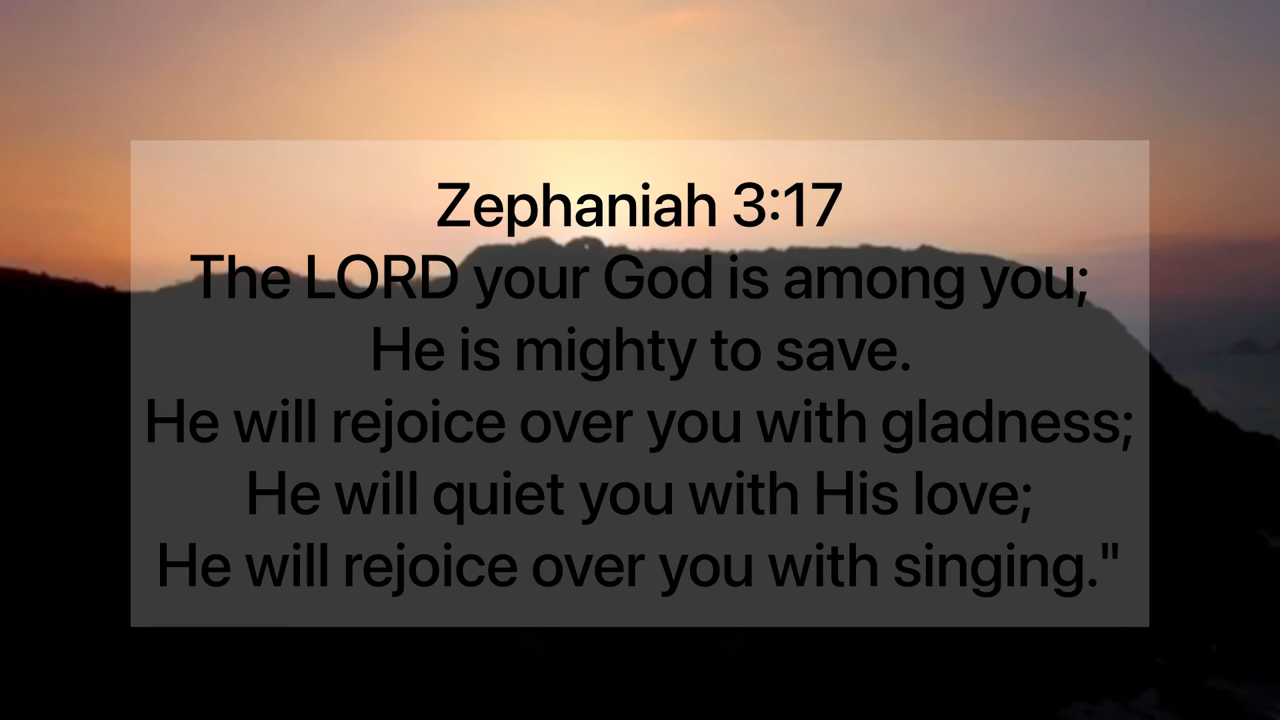 Zephaniah 3:17
The LORD your God is among you;
He is mighty to save.
He will rejoice over you with gladness;
He will quiet you with His love;
He will rejoice over you with singing."